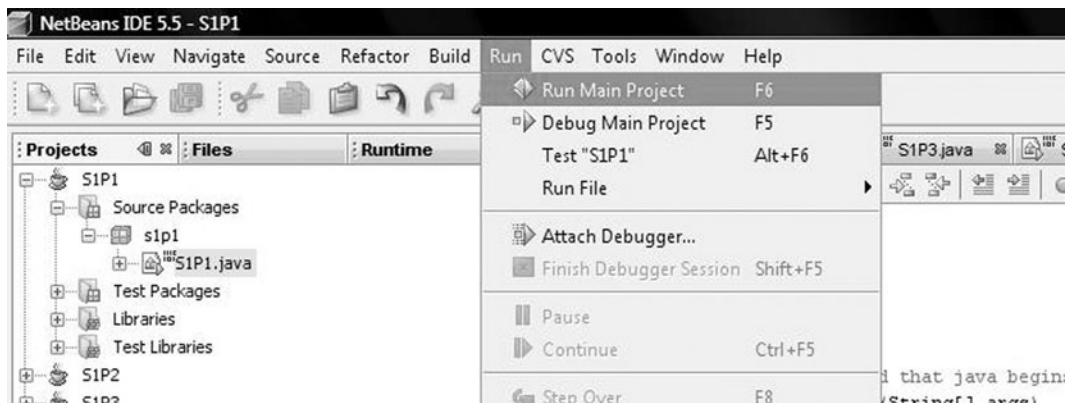 NetBeans IDE 5.5 - S1P1
File Edit View Navigate Source Refactor Build Run CVS Tools Window Help
Run Main Project F6
Debug Main Project F5
Test "S1P1" Alt+F6
Run File
Attach Debugger...
Finish Debugger Session Shift+F5
Pause
Continue Ctrl+F5
Step Over F8
Projects Files Runtime
S1P1
Source Packages
s1p1
S1P1.java
Test Packages
Libraries
Test Libraries
S1P2
S1P3
S1P3.java
d that java begins
(String[] args)